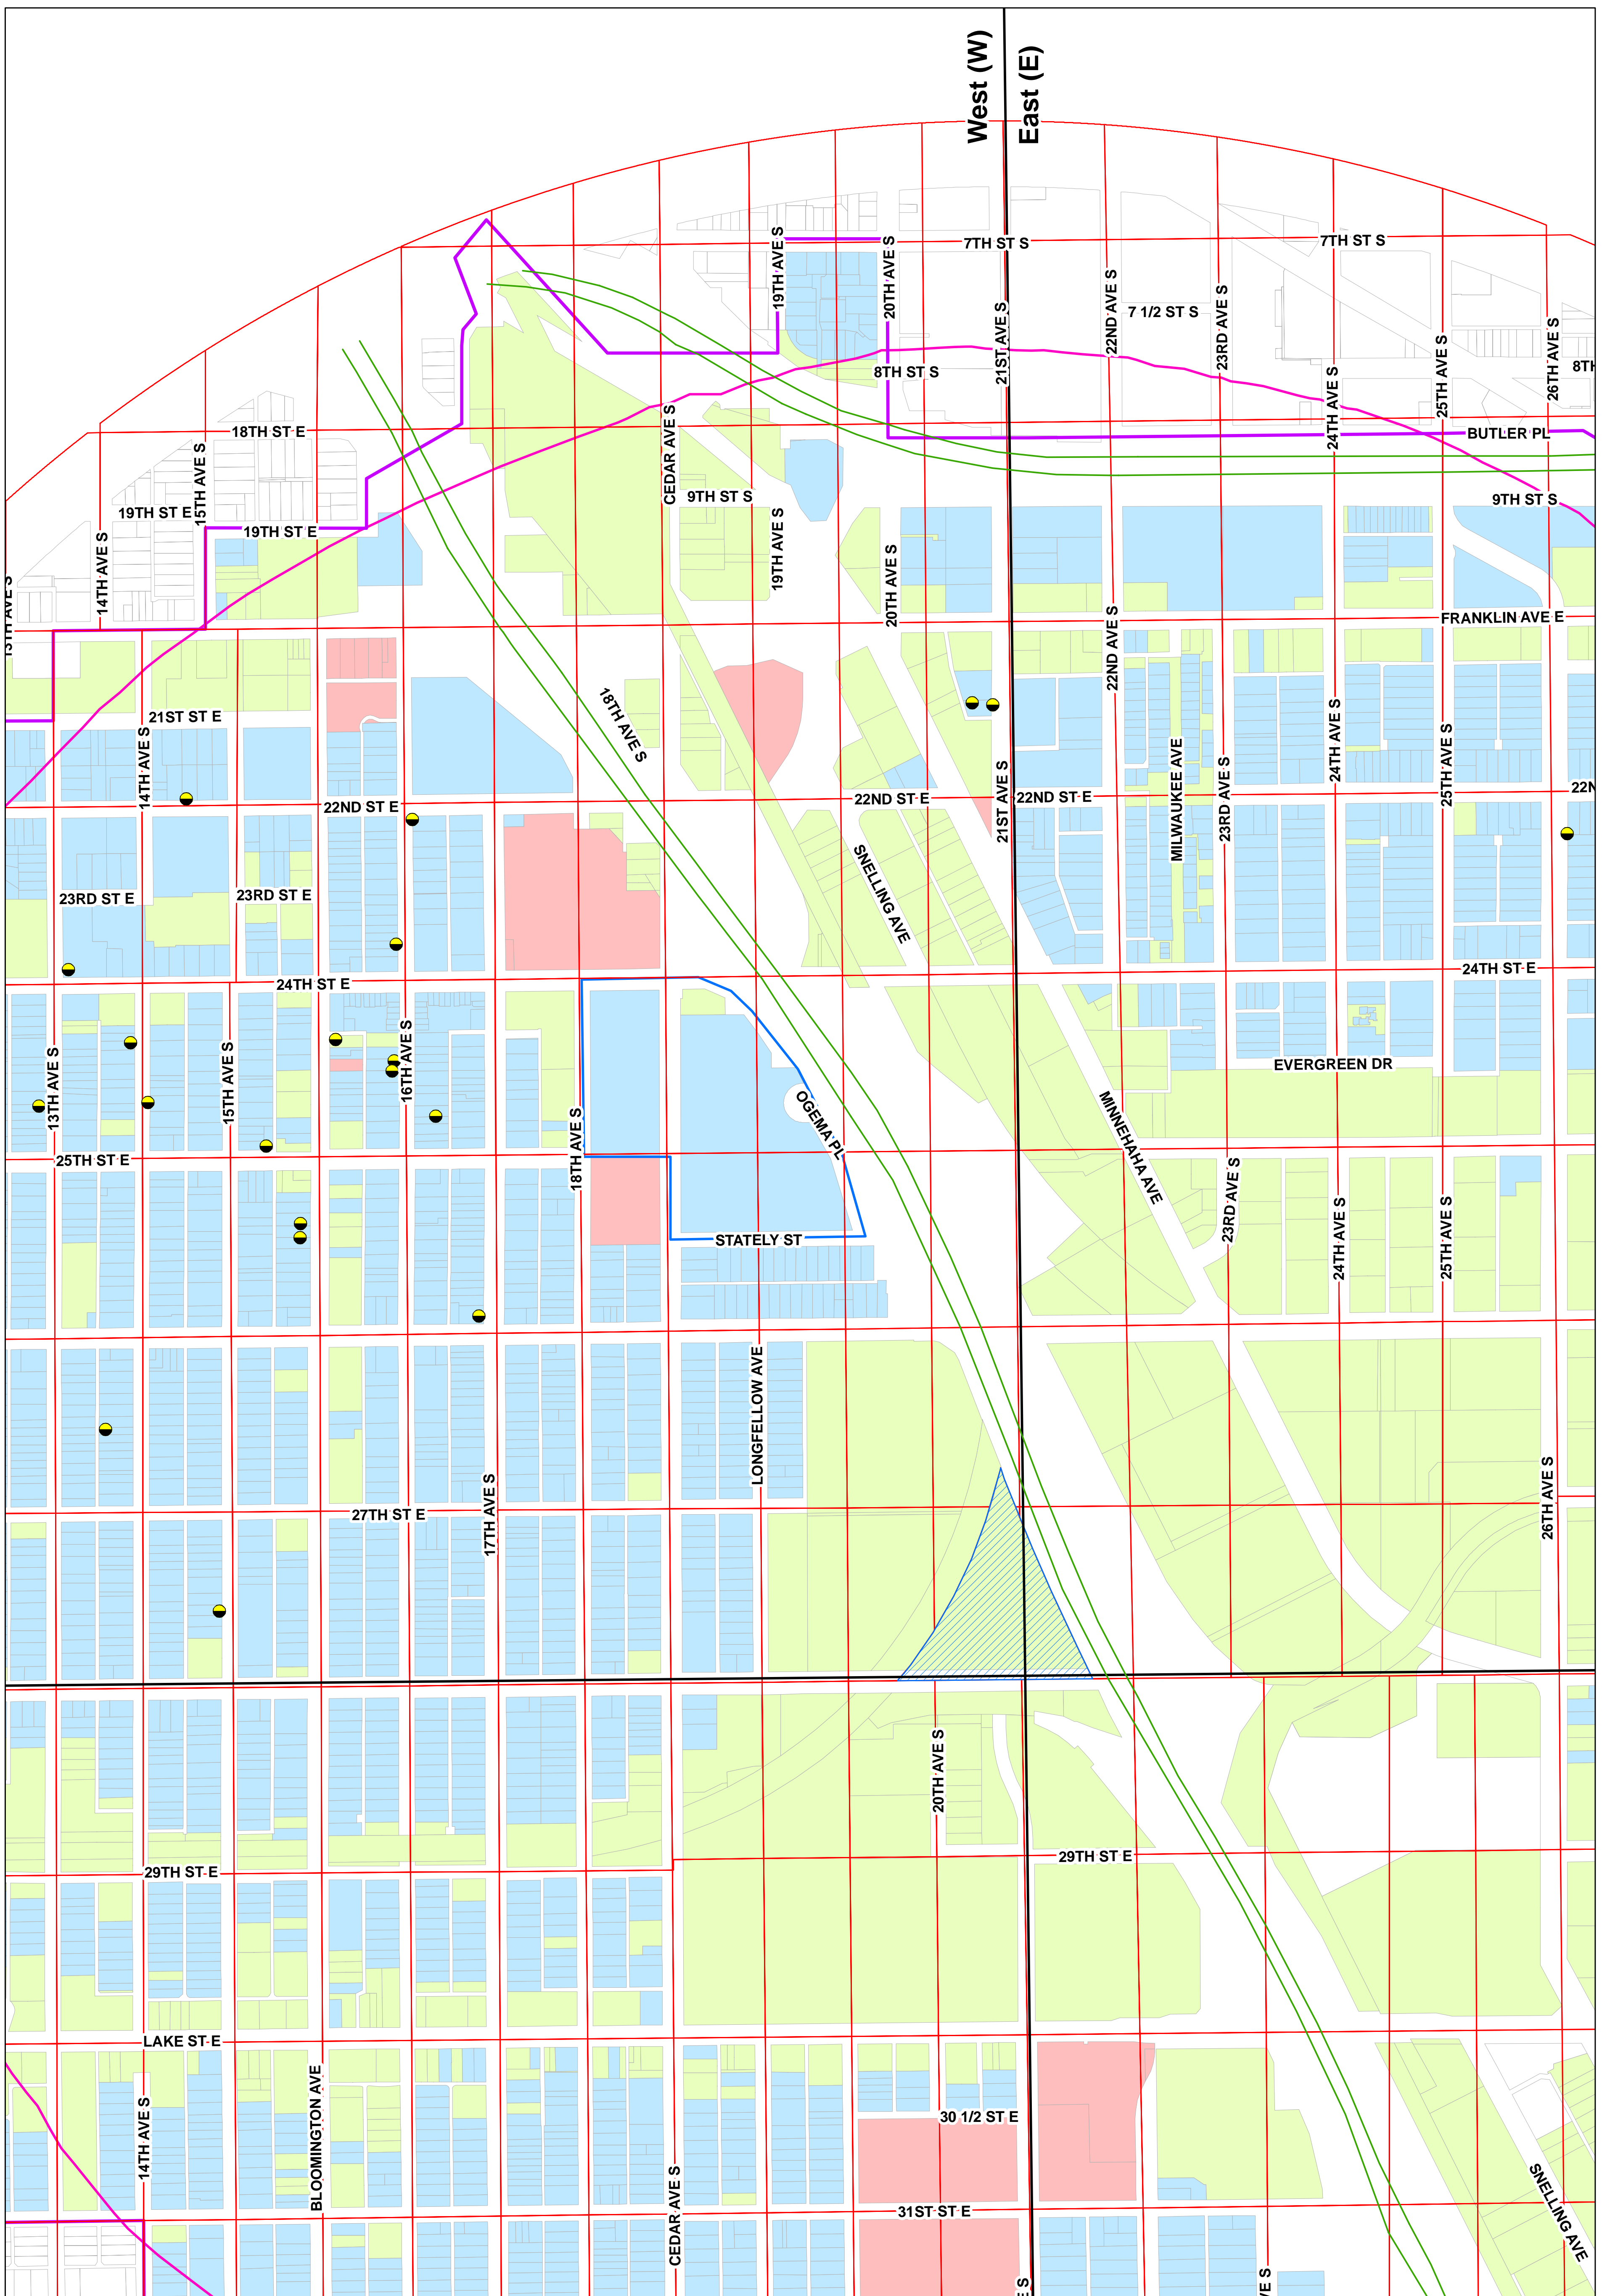 West (W)
East (E)
7TH ST S
7TH ST S
19TH AVE S
20TH AVE S
22ND AVE S
23RD AVE S
7 1/2 ST S
21ST AVE S
26TH AVE S
25TH AVE S
8TH ST S
24TH AVE S
18TH ST E
CEDAR AVE S
BUTLER PL
15TH AVE S
9TH ST S
9TH ST S
19TH ST E
19TH ST E
14TH AVE S
19TH AVE S
20TH AVE S
13TH AVE S
FRANKLIN AVE E
22ND AVE S
21ST ST E
18TH AVE S
14TH AVE S
24TH AVE S
25TH AVE S
23RD AVE S
MILWAUKEE AVE
21ST AVE S
22ND ST E
22ND ST E
22ND ST E
SNELLING AVE
23RD ST E
23RD ST E
24TH ST E
24TH ST E
EVERGREEN DR
13TH AVE S
15TH AVE S
16TH AVE S
OGEMA PL
MINNEHAHA AVE
18TH AVE S
25TH ST E
23RD AVE S
24TH AVE S
25TH AVE S
STATELY ST
LONGFELLOW AVE
17TH AVE S
27TH ST E
26TH AVE S
20TH AVE S
29TH ST E
29TH ST E
LAKE ST E
14TH AVE S
BLOOMINGTON AVE
30 1/2 ST E
CEDAR AVE S
31ST ST E
SNELLING AVE